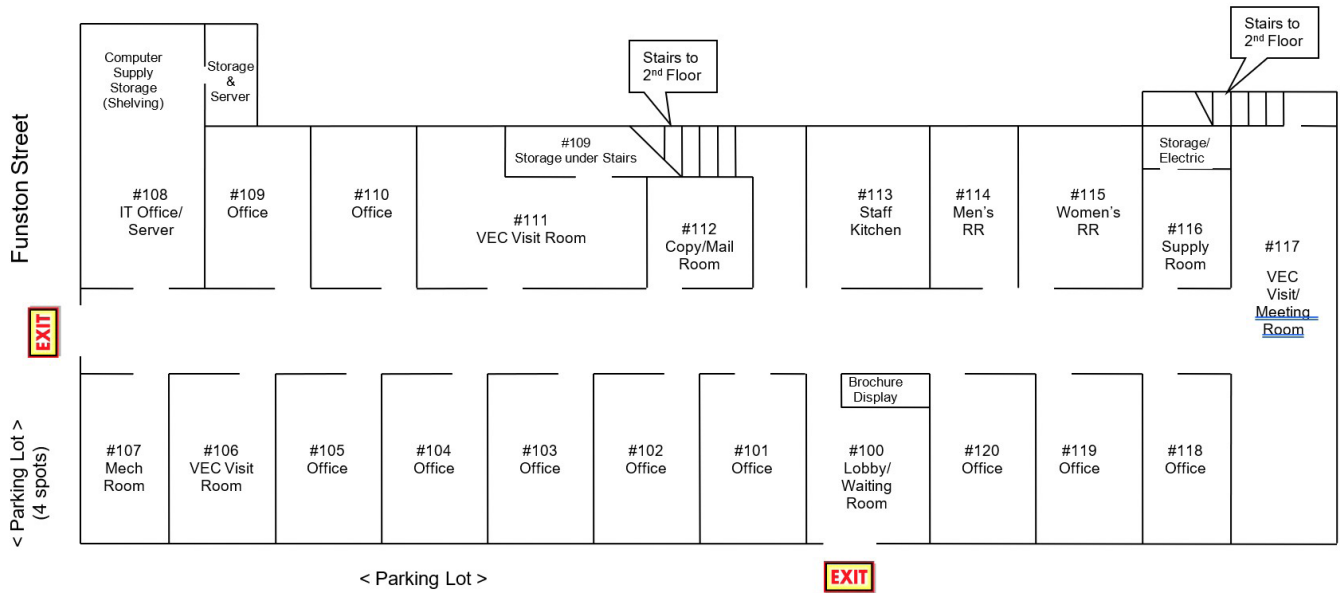 Stairs to
2nd Floor
Stairs to
2nd Floor
Computer
Supply
Storage
(Shelving)
Storage
&
Server
Funston Street
#108
IT Office/
Server
#109
Office
#110
Office
#109
Storage under Stairs
#111
VEC Visit Room
#112
Copy/Mail
Room
#113
Staff
Kitchen
#114
Men’s
RR
#115
Women’s
RR
Storage/
Electric
#116
Supply
Room
#117
VEC
Visit/
Meeting
Room
EXIT
< Parking Lot >
(4 spots)
#107
Mech
Room
#106
VEC Visit
Room
#105
Office
#104
Office
#103
Office
#102
Office
#101
Office
Brochure
Display
#100
Lobby/
Waiting
Room
#120
Office
#119
Office
#118
Office
< Parking Lot >
EXIT